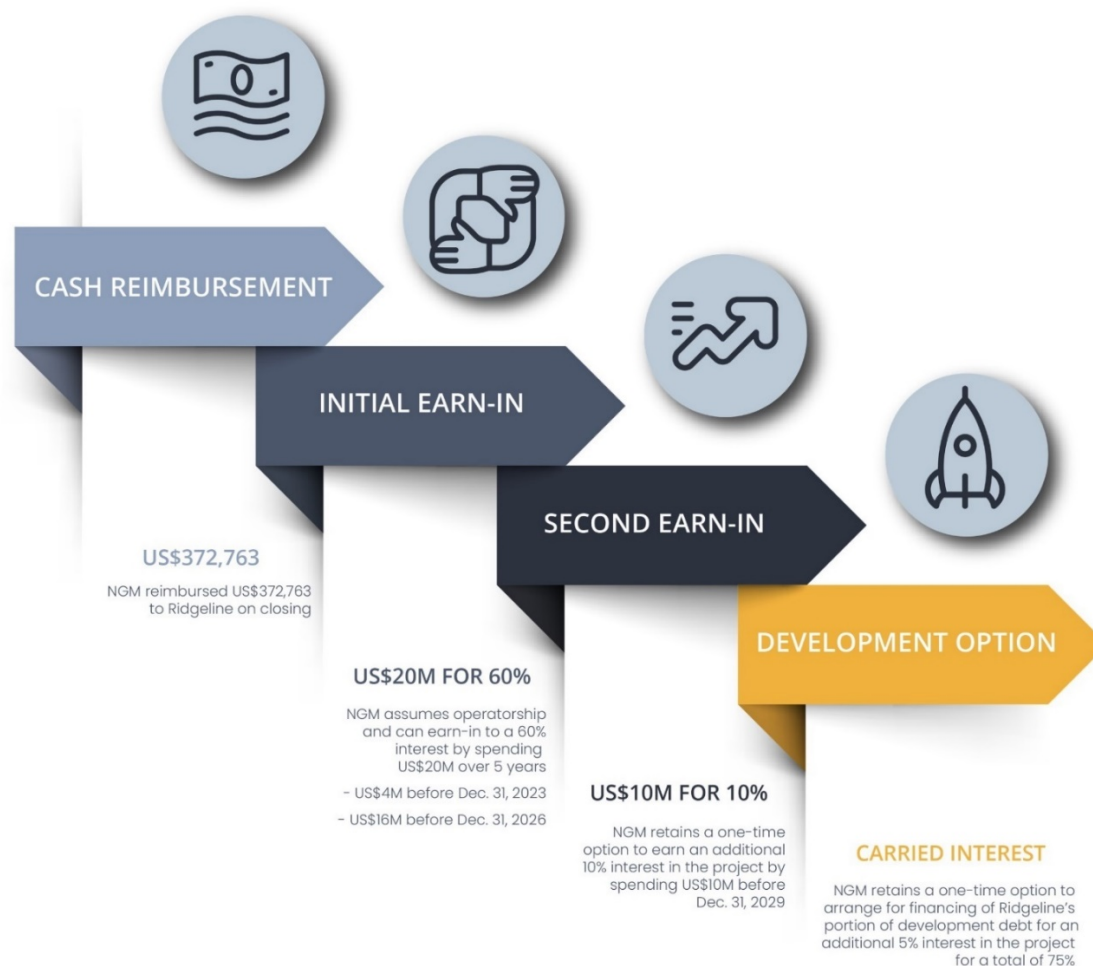 CASH REIMBURSEMENT
US$372,763
NGM reimbursed US$372,763
to Ridgeline on closing
INITIAL EARN-IN
US$20M FOR 60%
NGM assumes operatorship
and can earn-in to a 60%
interest by spending
US$20M over 5 years
- US$4M before Dec. 31, 2023
- US$16M before Dec. 31, 2026
SECOND EARN-IN
US$10M FOR 10%
NGM retains a one-time
option to earn an additional
10% interest in the project by
spending US$10M before
Dec. 31, 2029
DEVELOPMENT OPTION
CARRIED INTEREST
NGM retains a one-time option to
arrange for financing of Ridgeline's
portion of development debt for an
additional 5% interest in the project
for a total of 75%